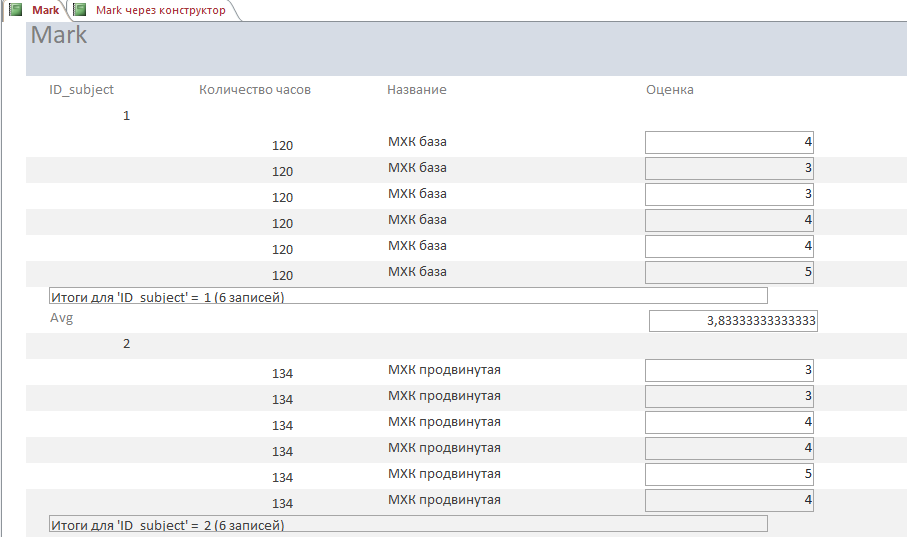 Mark Mark через конструктор
Mark
ID_subject Количество часов Название Оценка
1
120 МХК база 4
120 МХК база 3
120 МХК база 3
120 МХК база 4
120 МХК база 4
120 МХК база 5
Итоги для 'ID_subject' = 1 (6 записей)
Avg 3,83333333333333
2
134 МХК продвинутая 3
134 МХК продвинутая 3
134 МХК продвинутая 4
134 МХК продвинутая 4
134 МХК продвинутая 5
134 МХК продвинутая 4
Итоги для 'ID_subject' = 2 (6 записей)